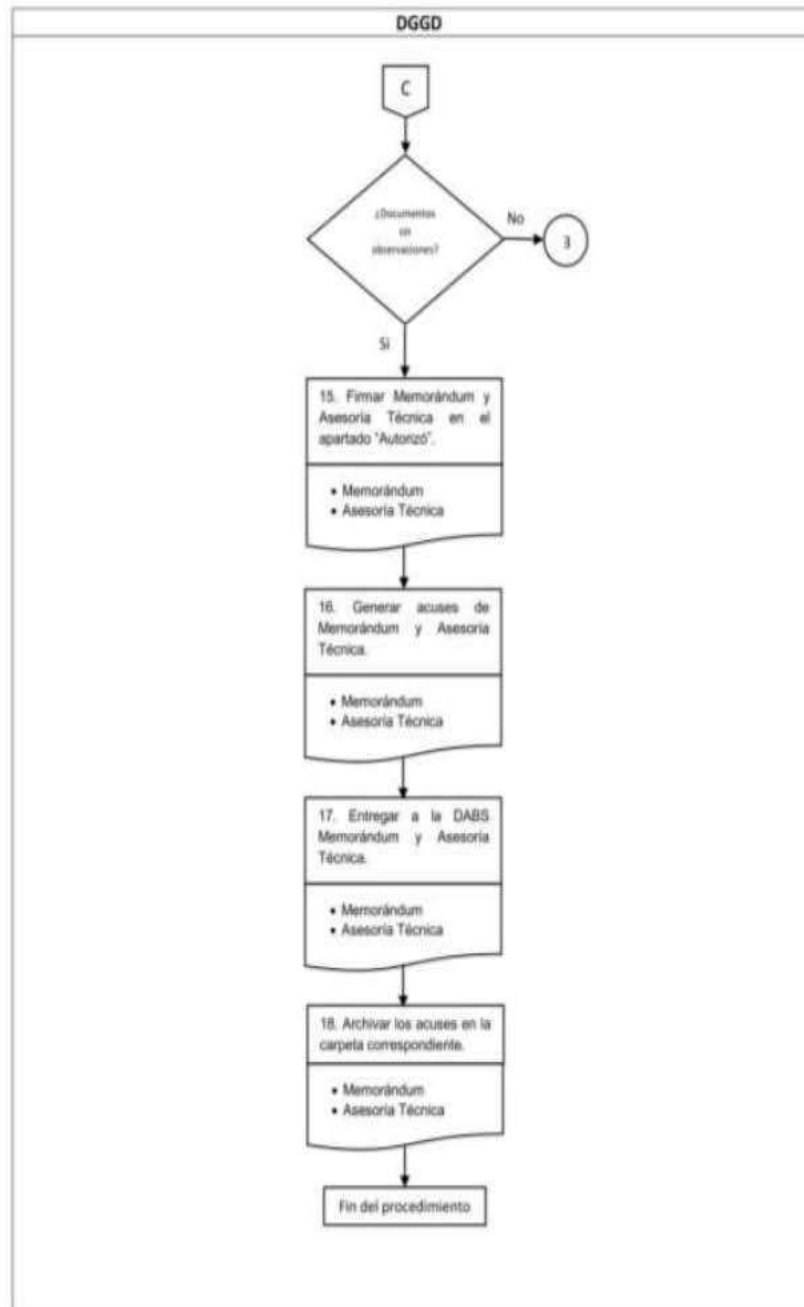 DGGD
C
¿Documentos
sin
observaciones?
No
3
Si
15. Firmar Memorándum y
Asesoría Técnica en el
apartado "Autorizó".
• Memorándum
• Asesoría Técnica
16. Generar acuses de
Memorándum y Asesoría
Técnica.
• Memorándum
• Asesoría Técnica
17. Entregar a la DABS
Memorándum y Asesoría
Técnica.
• Memorándum
• Asesoría Técnica
18. Archivar los acuses en la
carpeta correspondiente.
• Memorándum
• Asesoría Técnica
Fin del procedimiento